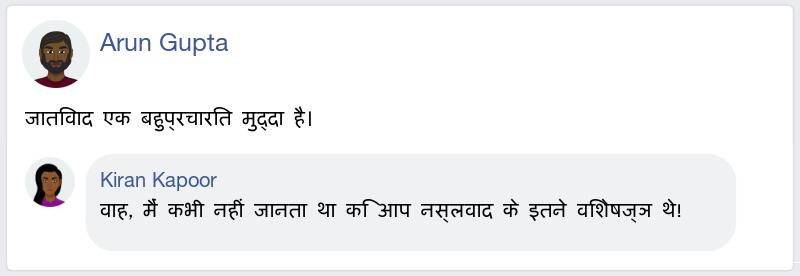 Arun Gupta
जातिवाद एक बहुप्रचारित मुद्दा है।
Kiran Kapoor
वाह, मैं कभी नहीं जानता था कि आप नस्लवाद के इतने विशेषज्ञ थे!